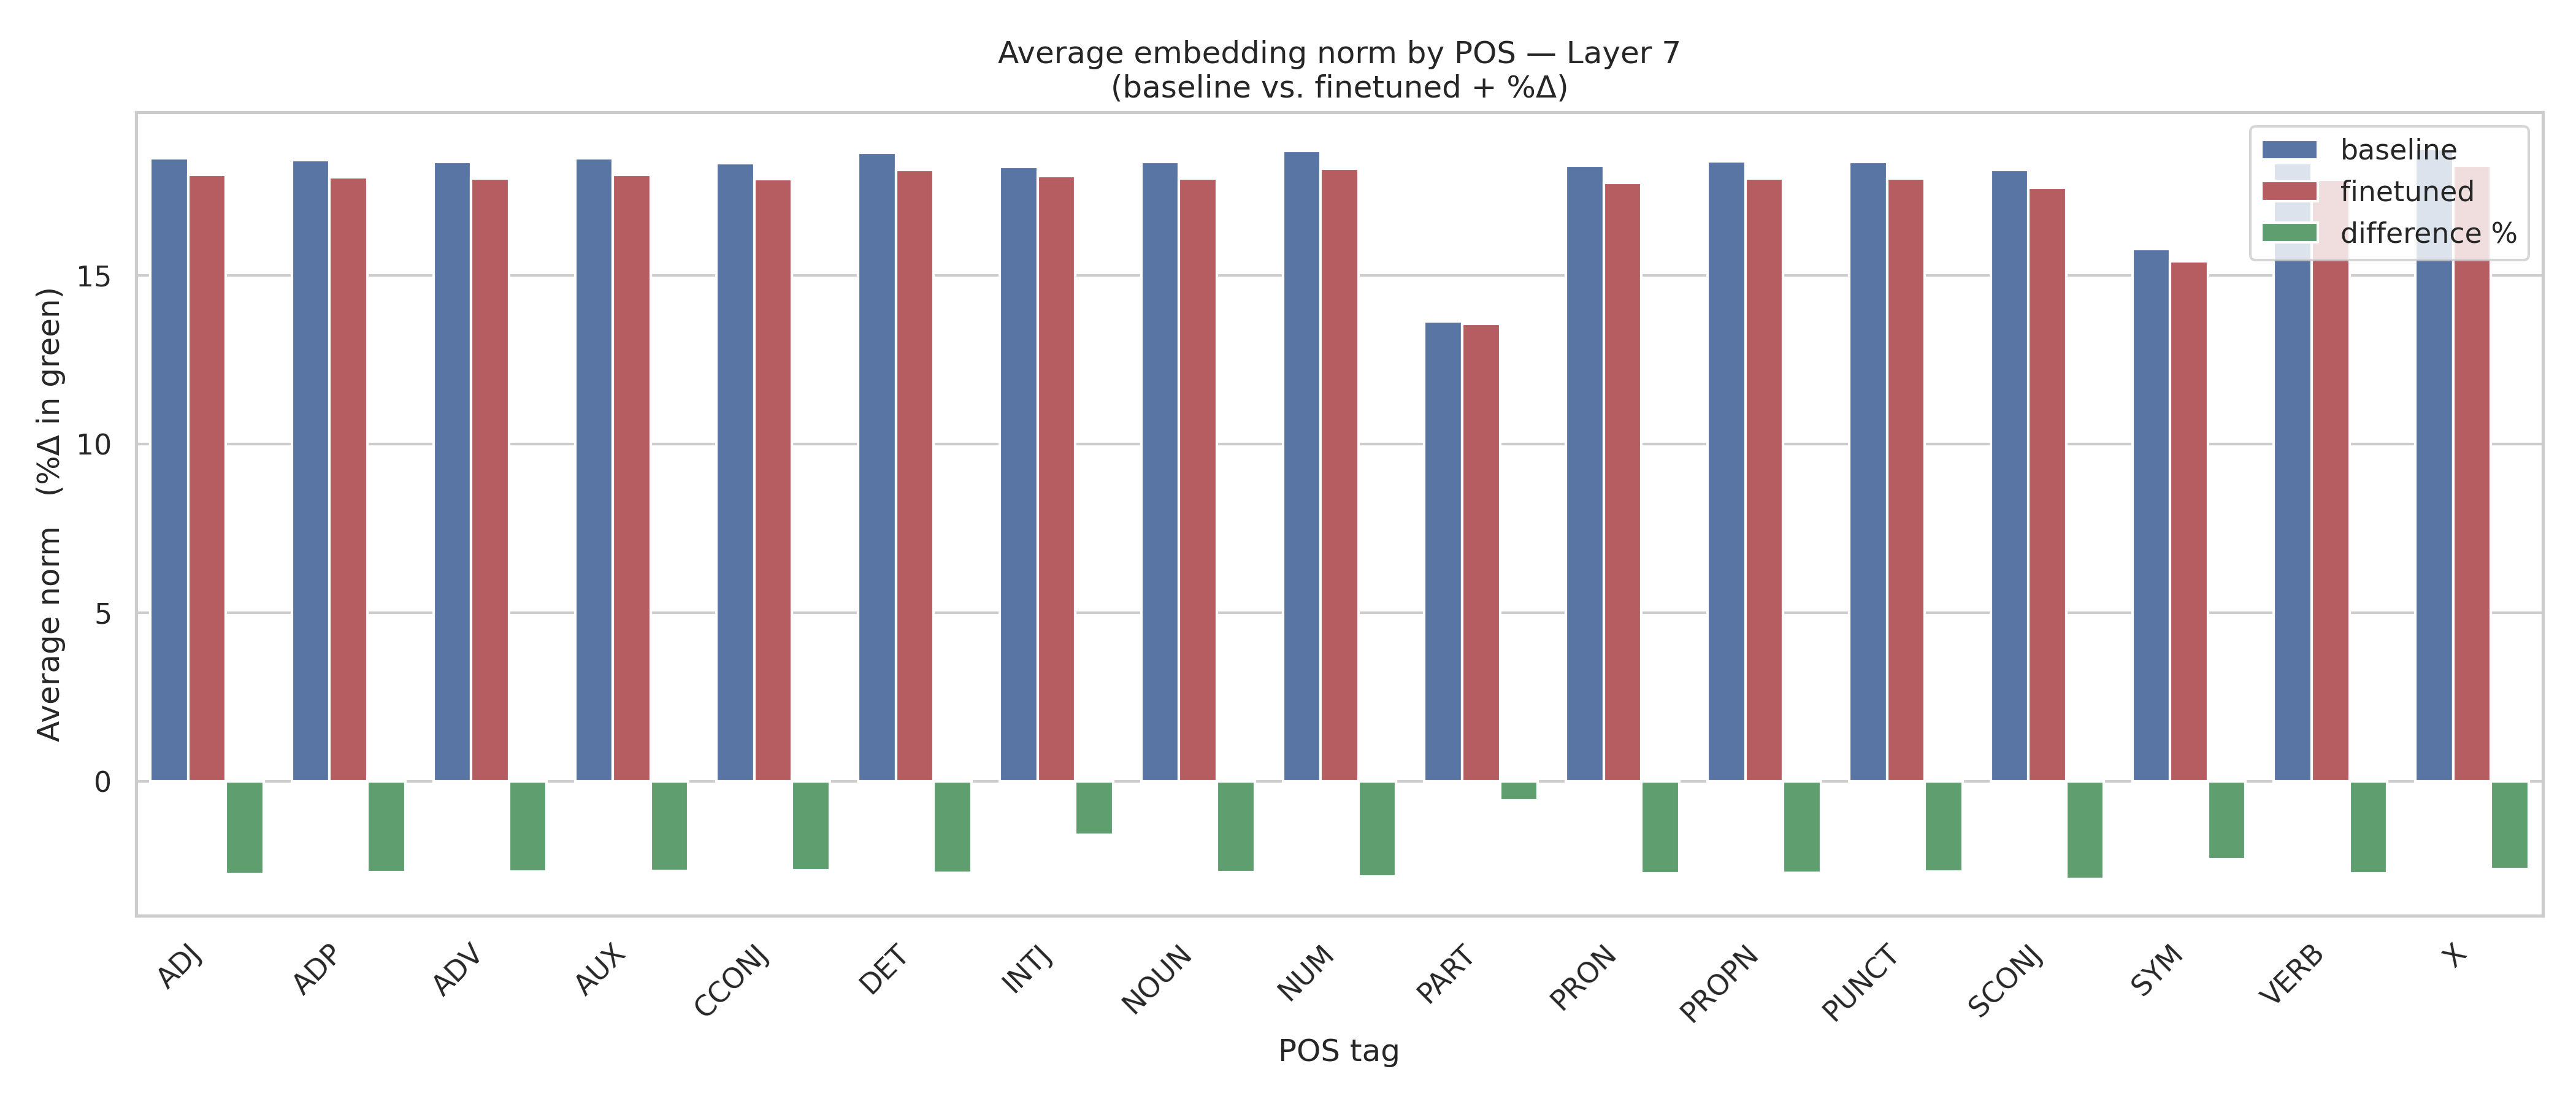 Average embedding norm by POS — Layer 7
(baseline vs. finetuned + %Δ)
baseline
finetuned
difference %
Average norm   (%Δ in green)
15
10
5
0
ADJ
ADP
ADV
AUX
CCONJ
DET
INTJ
NOUN
NUM
PART
PRON
PROPN
PUNCT
SCONJ
SYM
VERB
X
POS tag